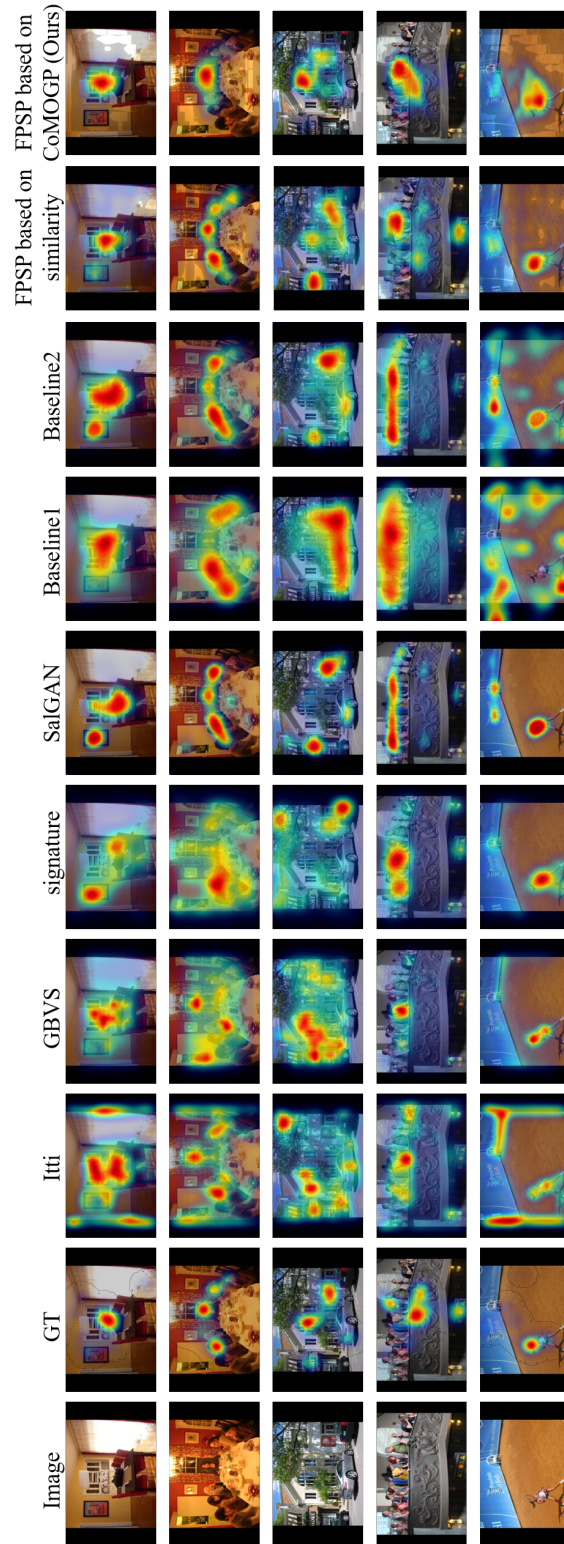 Image
GT
Itti
GBVS
signature
SalGAN
Baseline1
Baseline2
FPSP based on
similarity
FPSP based on
CoMOGP (Ours)